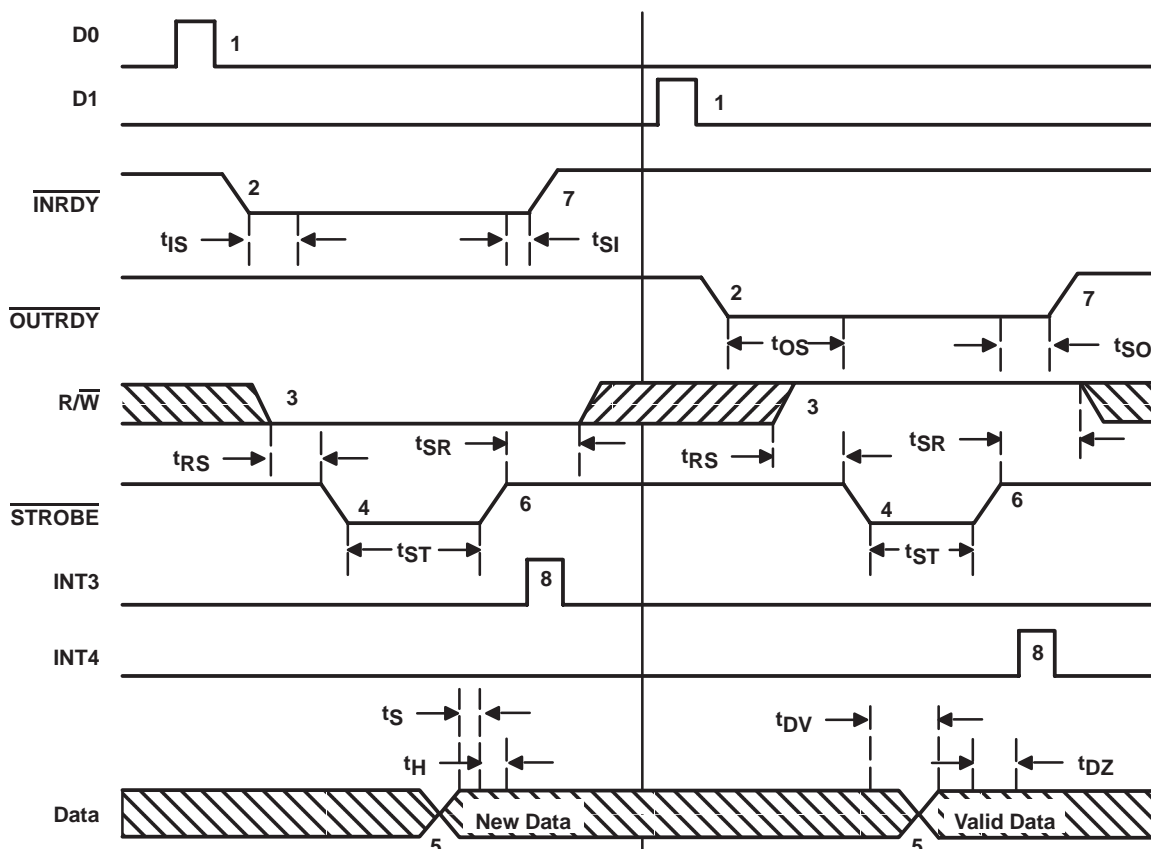 D0
1
D1
1
INRDY
2
7
tIS
tSI
OUTRDY
2
7
tOS
tSO
R/W
3
3
tRS
tSR
tRS
tSR
STROBE
4
6
4
6
tST
tST
INT3
8
INT4
8
tS
tDV
tH
tDZ
Data
New Data
Valid Data
5
5